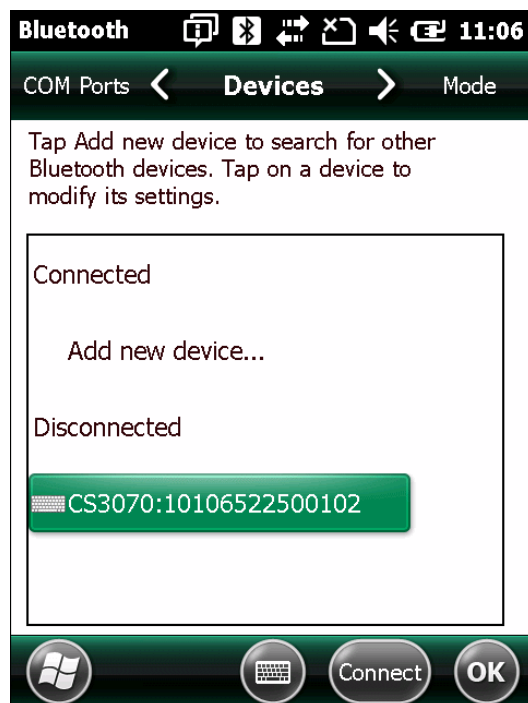 Bluetooth 11:06
COM Ports Devices Mode
Tap Add new device to search for other
Bluetooth devices. Tap on a device to
modify its settings.
Connected
Add new device...
Disconnected
CS3070:10106522500102
Connect OK